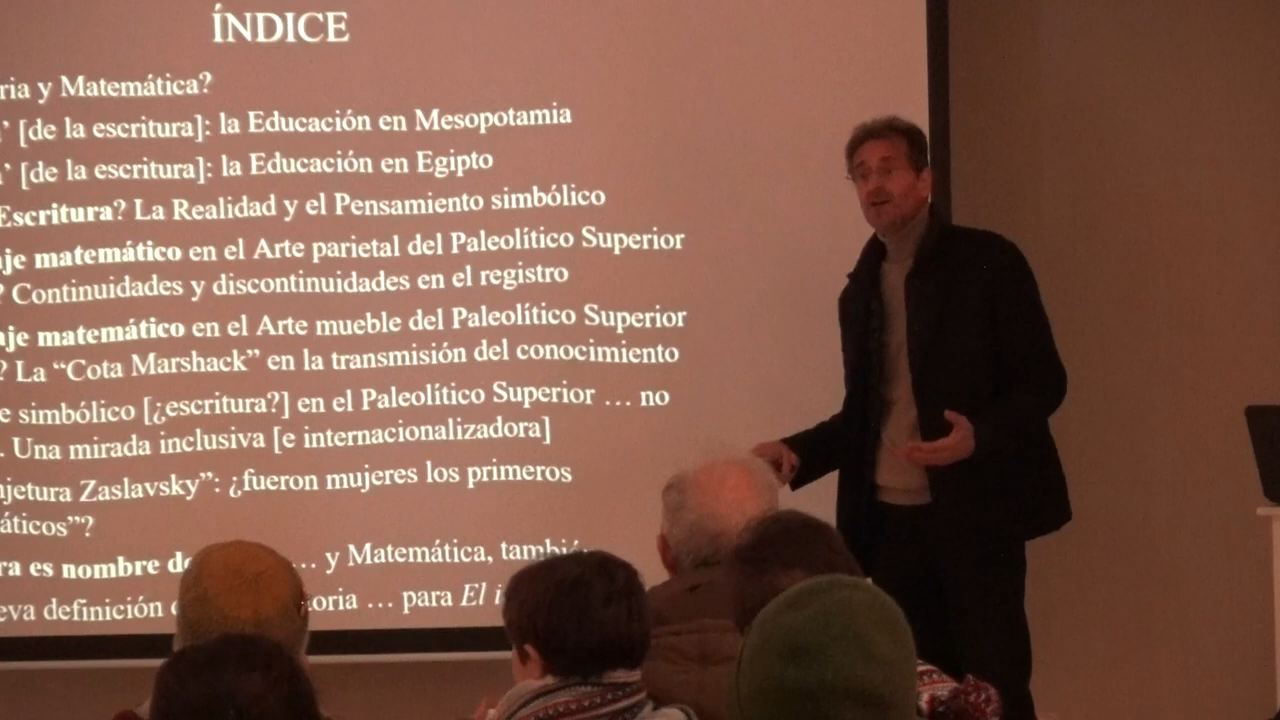 ÍNDICE
ria y Matemática?
’ [de la escritura]: la Educación en Mesopotamia
’ [de la escritura]: la Educación en Egipto
Escritura? La Realidad y el Pensamiento simbólico
aje matemático en el Arte parietal del Paleolítico Superior
? Continuidades y discontinuidades en el registro
aje matemático en el Arte mueble del Paleolítico Superior
? La “Cota Marshack” en la transmisión del conocimiento
e simbólico [¿escritura?] en el Paleolítico Superior … no
. Una mirada inclusiva [e internacionalizadora]
njetura Zaslavsky”: ¿fueron mujeres los primeros
áticos”?
ra es nombre de … y Matemática, también
eva definición oria … para El i